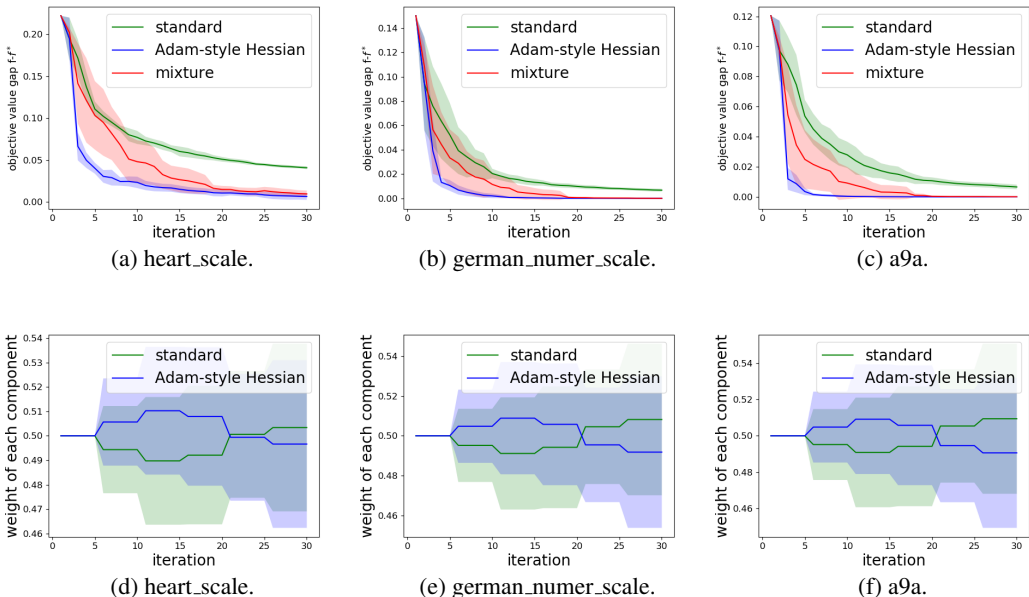 standard
Adam-style Hessian
mixture
objective value gap f-f*
0.20
0.15
0.10
0.05
0.00
0 5 10 15 20 25 30
iteration
(a) heart_scale.
standard
Adam-style Hessian
mixture
objective value gap f-f*
0.14
0.12
0.10
0.08
0.06
0.04
0.02
0.00
0 5 10 15 20 25 30
iteration
(b) german_numer_scale.
standard
Adam-style Hessian
mixture
objective value gap f-f*
0.12
0.10
0.08
0.06
0.04
0.02
0.00
0 5 10 15 20 25 30
iteration
(c) a9a.
standard
Adam-style Hessian
weight of each component
0.54
0.53
0.52
0.51
0.50
0.49
0.48
0.47
0.46
0 5 10 15 20 25 30
iteration
(d) heart_scale.
standard
Adam-style Hessian
weight of each component
0.54
0.52
0.50
0.48
0.46
0 5 10 15 20 25 30
iteration
(e) german_numer_scale.
standard
Adam-style Hessian
weight of each component
0.54
0.52
0.50
0.48
0.46
0 5 10 15 20 25 30
iteration
(f) a9a.